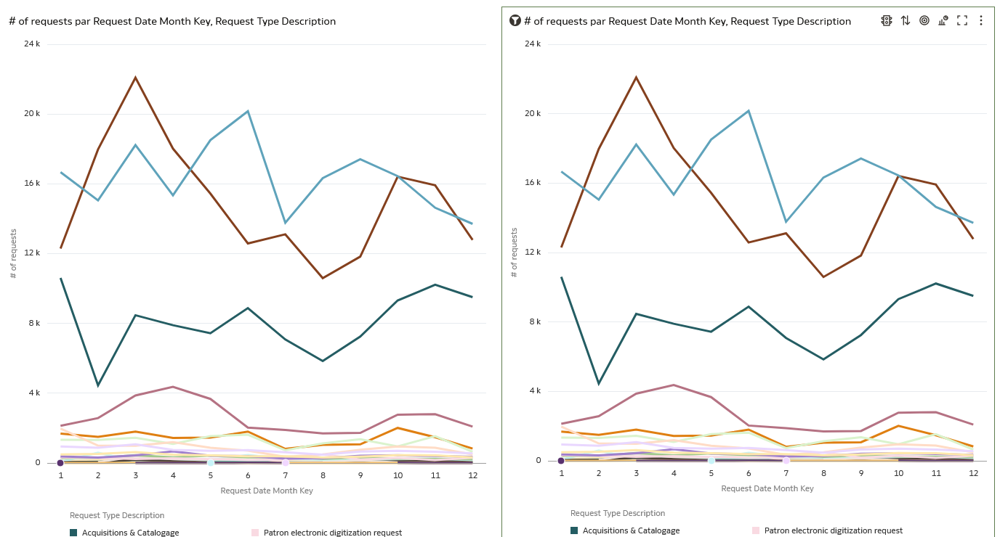 # of requests par Request Date Month Key, Request Type Description
24 k
20 k
16 k
12 k
8 k
4 k
0
# of requests
1 2 3 4 5 6 7 8 9 10 11 12
Request Date Month Key
Request Type Description
Acquisitions & Catalogage
Patron electronic digitization request
# of requests par Request Date Month Key, Request Type Description
24 k
20 k
16 k
12 k
8 k
4 k
0
# of requests
1 2 3 4 5 6 7 8 9 10 11 12
Request Date Month Key
Request Type Description
Acquisitions & Catalogage
Patron electronic digitization request